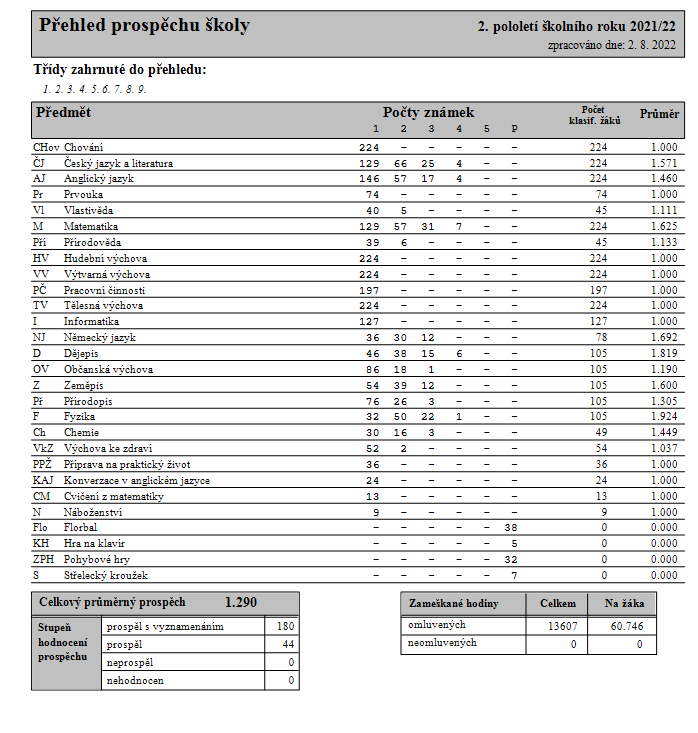 Přehled prospěchu školy
2. pololetí školního roku 2021/22
zpracováno dne: 2. 8. 2022
Třídy zahrnuté do přehledu:
1. 2. 3. 4. 5. 6. 7. 8. 9.
Předmět Počty známek Počet klasif. žáků Průměr
1 2 3 4 5 P
CHov Chování 224 – – – – – 224 1.000
ČJ Český jazyk a literatura 129 66 25 4 – – 224 1.571
AJ Anglický jazyk 146 57 17 4 – – 224 1.460
Pr Prvouka 74 – – – – – 74 1.000
Vl Vlastivěda 40 5 – – – – 45 1.111
M Matematika 129 57 31 7 – – 224 1.625
Pří Přírodověda 39 6 – – – – 45 1.133
HV Hudební výchova 224 – – – – – 224 1.000
VV Výtvarná výchova 224 – – – – – 224 1.000
PČ Pracovní činnosti 197 – – – – – 197 1.000
TV Tělesná výchova 224 – – – – – 224 1.000
I Informatika 127 – – – – – 127 1.000
NJ Německý jazyk 36 30 12 – – – 78 1.692
D Dějepis 46 38 15 6 – – 105 1.819
OV Občanská výchova 86 18 1 – – – 105 1.190
Z Zeměpis 54 39 12 – – – 105 1.600
Př Přírodopis 76 26 3 – – – 105 1.305
F Fyzika 32 50 22 1 – – 105 1.924
Ch Chemie 30 16 3 – – – 49 1.449
VkZ Výchova ke zdraví 52 2 – – – – 54 1.037
PPŽ Příprava na praktický život 36 – – – – – 36 1.000
KAJ Konverzace v anglickém jazyce 24 – – – – – 24 1.000
CM Cvičení z matematiky 13 – – – – – 13 1.000
N Náboženství 9 – – – – – 9 1.000
Flo Florbal – – – – – 38 0 0.000
KH Hra na klavír – – – – – 5 0 0.000
ZPH Pohybové hry – – – – – 32 0 0.000
S Střelecký kroužek – – – – – 7 0 0.000
Celkový průměrný prospěch 1.290
Stupeň hodnocení prospěchu
prospěl s vyznamenáním 180
prospěl 44
neprospěl 0
nehodnocen 0
Zameškané hodiny Celkem Na žáka
omluvených 13607 60.746
neomluvených 0 0